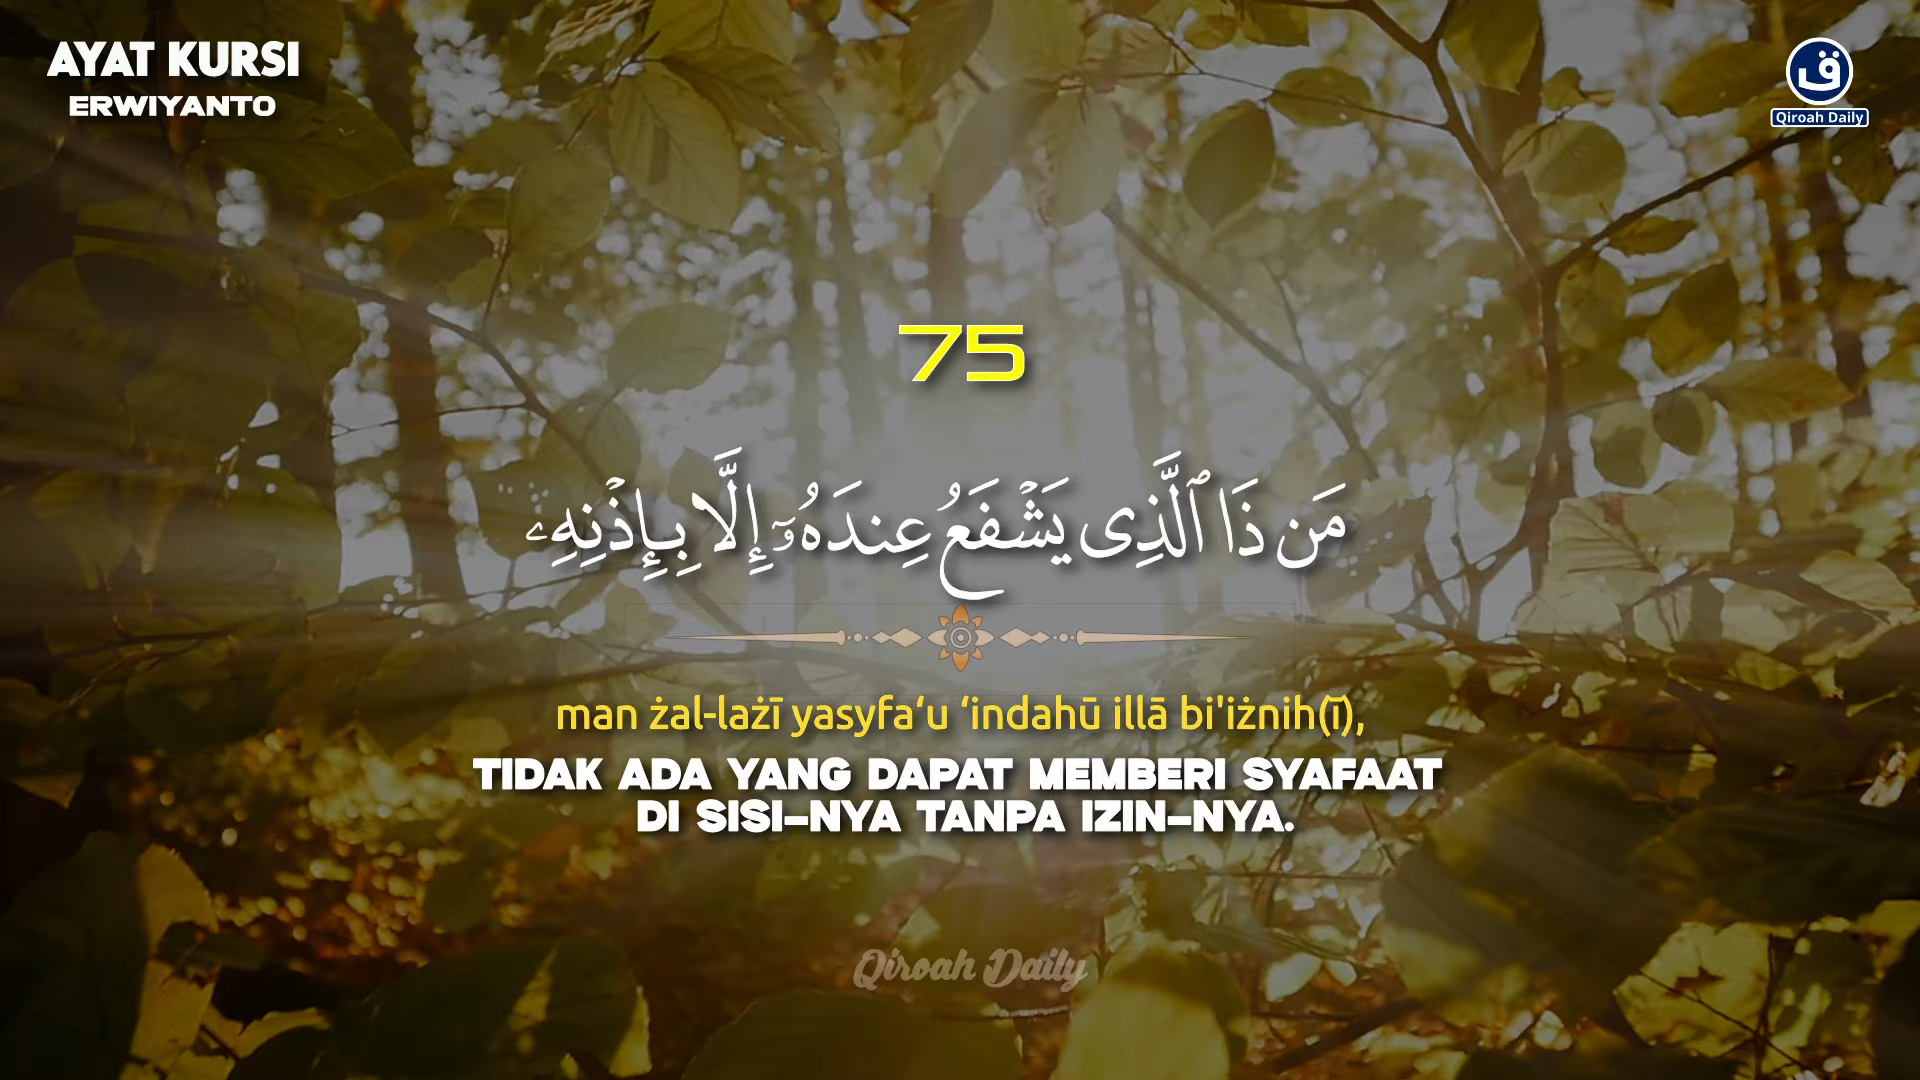 AYAT KURSI
ERWIYANTO
ق
Qiroah Daily
75
مَن ذَا ٱلَّذِى يَشْفَعُ عِندَهُۥٓ إِلَّا بِإِذْنِهِۦ
man żal-lażī yasyfa‘u ‘indahū illā bi'iżnih(ī),
TIDAK ADA YANG DAPAT MEMBERI SYAFAAT
DI SISI-NYA TANPA IZIN-NYA.
Qiroah Daily